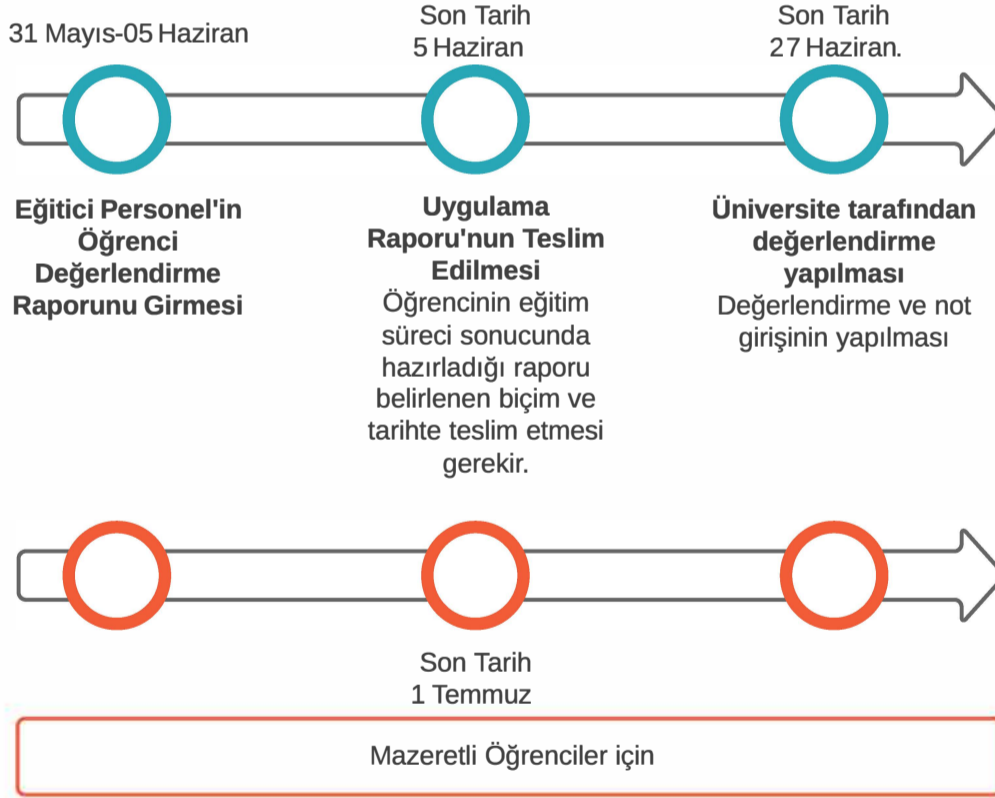 31 Mayıs-05 Haziran
Son Tarih
5 Haziran
Son Tarih
27 Haziran.
Eğitici Personel'in
Öğrenci
Değerlendirme
Raporunu Girmesi
Uygulama
Raporu'nun Teslim
Edilmesi
Öğrencinin eğitim
süreci sonucunda
hazırladığı raporu
belirlenen biçim ve
tarihte teslim etmesi
gerekir.
Üniversite tarafından
değerlendirme
yapılması
Değerlendirme ve not
girişinin yapılması
Son Tarih
1 Temmuz
Mazeretli Öğrenciler için